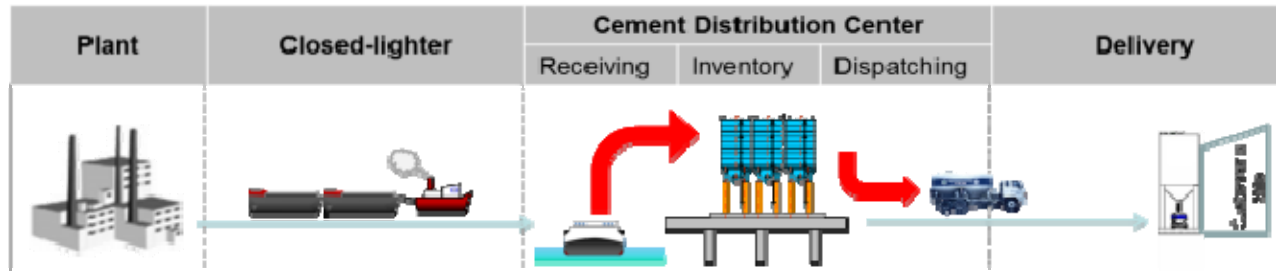 Plant
Closed-lighter
Cement Distribution Center
Receiving
Inventory
Dispatching
Delivery